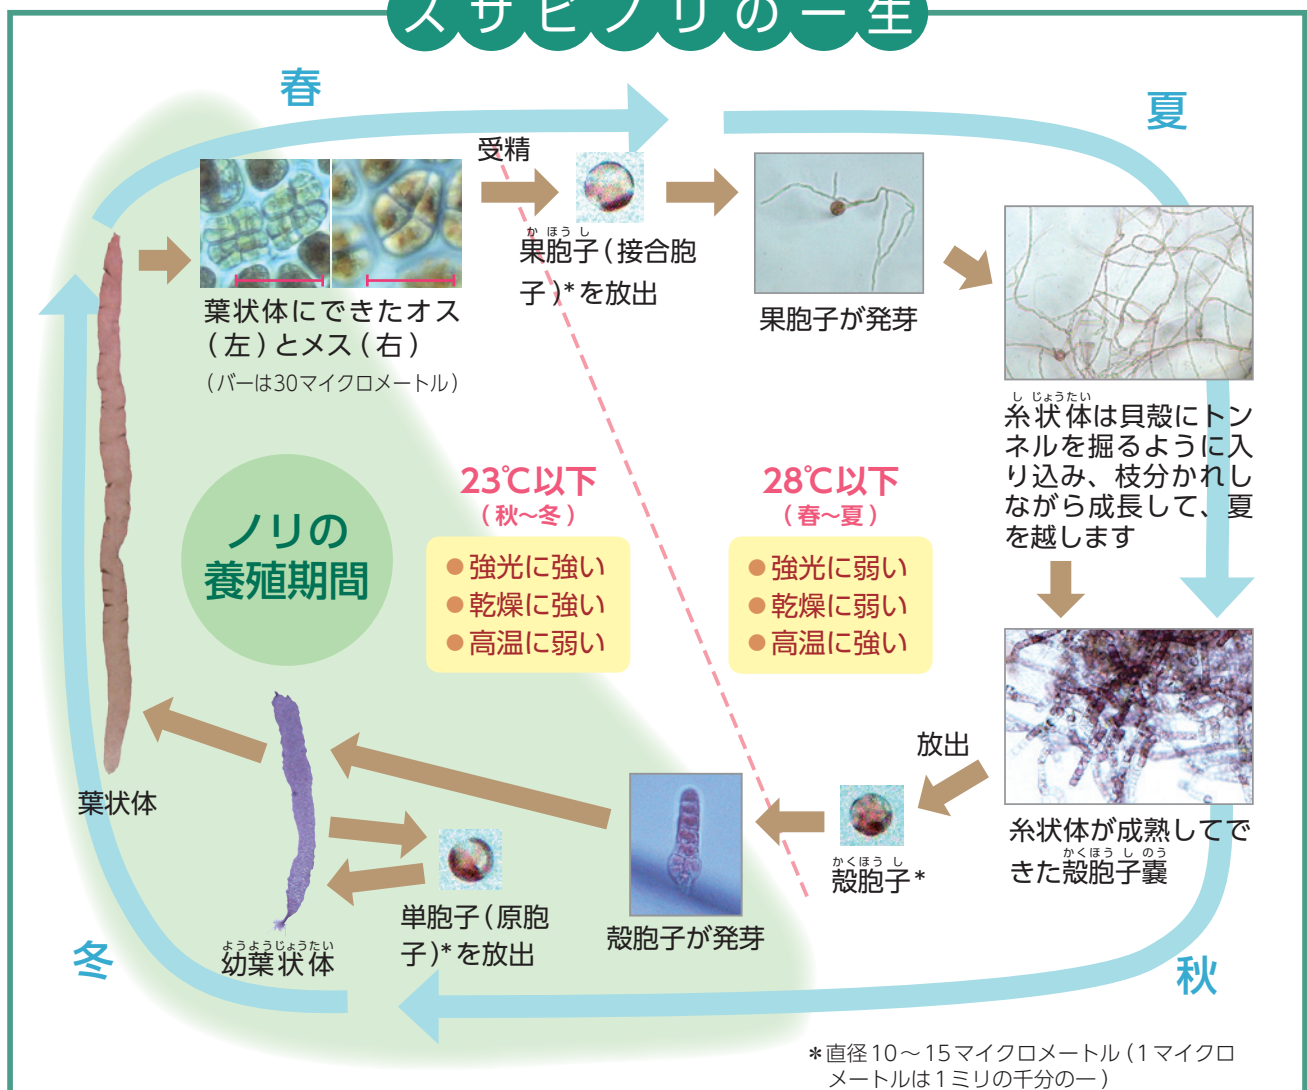 スサビノリの一生
春
夏
受精
かほうし
果胞子(接合胞
子)*を放出
葉状体にできたオス
(左)とメス(右)
(バーは30マイクロメートル)
果胞子が発芽
しじょうたい
糸状体は貝殻にトン
ネルを掘るように入
り込み、枝分かれし
ながら成長して、夏
を越します
23℃以下
(秋～冬)
●強光に強い
●乾燥に強い
●高温に弱い
28℃以下
(春～夏)
●強光に弱い
●乾燥に弱い
●高温に強い
ノリの
養殖期間
放出
葉状体
かくほうし
殻胞子*
糸状体が成熟してで
かくほうしのう
きた殻胞子嚢
殻胞子が発芽
単胞子(原胞
子)*を放出
ようようじょうたい
幼葉状体
冬
秋
*直径10～15マイクロメートル(1マイクロ
メートルは1ミリの千分の一)